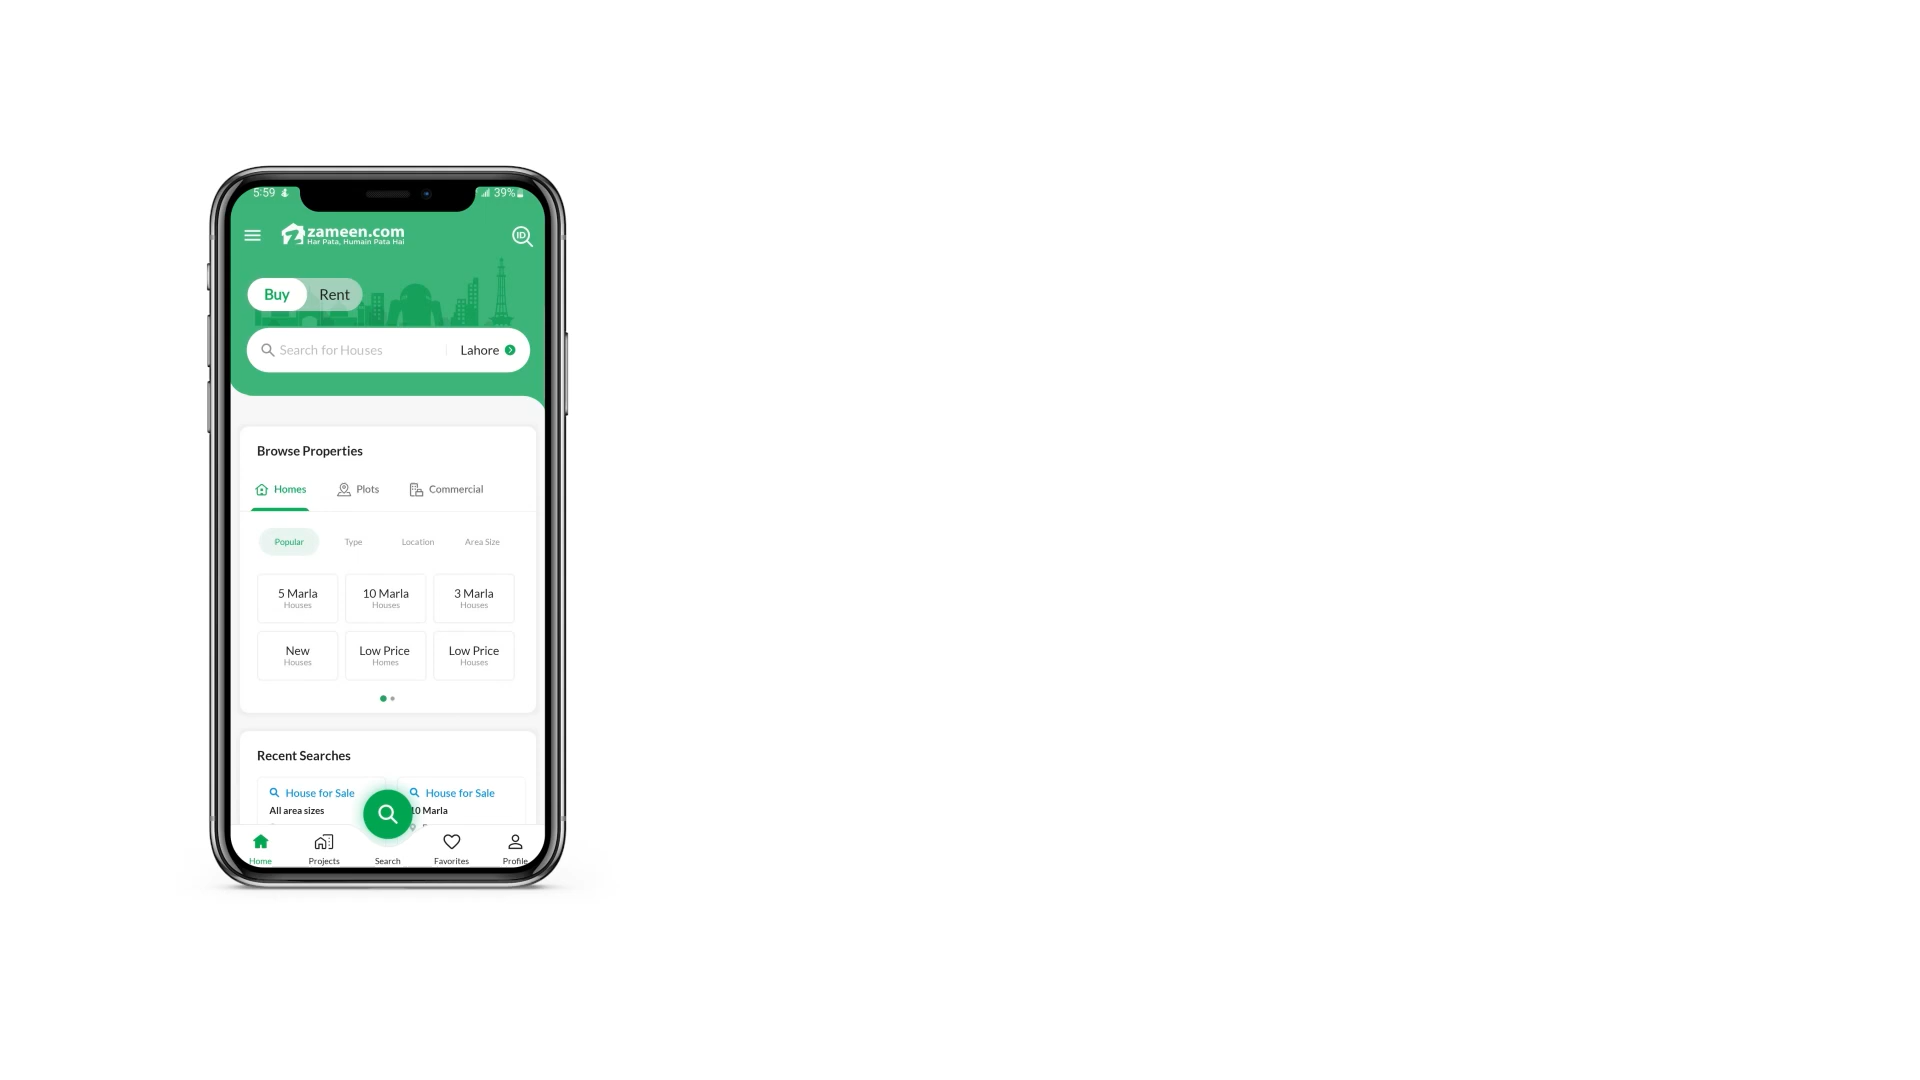 5:59 39%
zameen.com
Har Pata, Humain Pata Hai
ID
Buy Rent
Search for Houses Lahore
Browse Properties
Homes Plots Commercial
Popular Type Location Area Size
5 Marla 10 Marla 3 Marla
Houses Houses Houses
New Low Price Low Price
Houses Homes Houses
Recent Searches
House for Sale House for Sale
All area sizes 10 Marla
Home Projects Search Favorites Profile